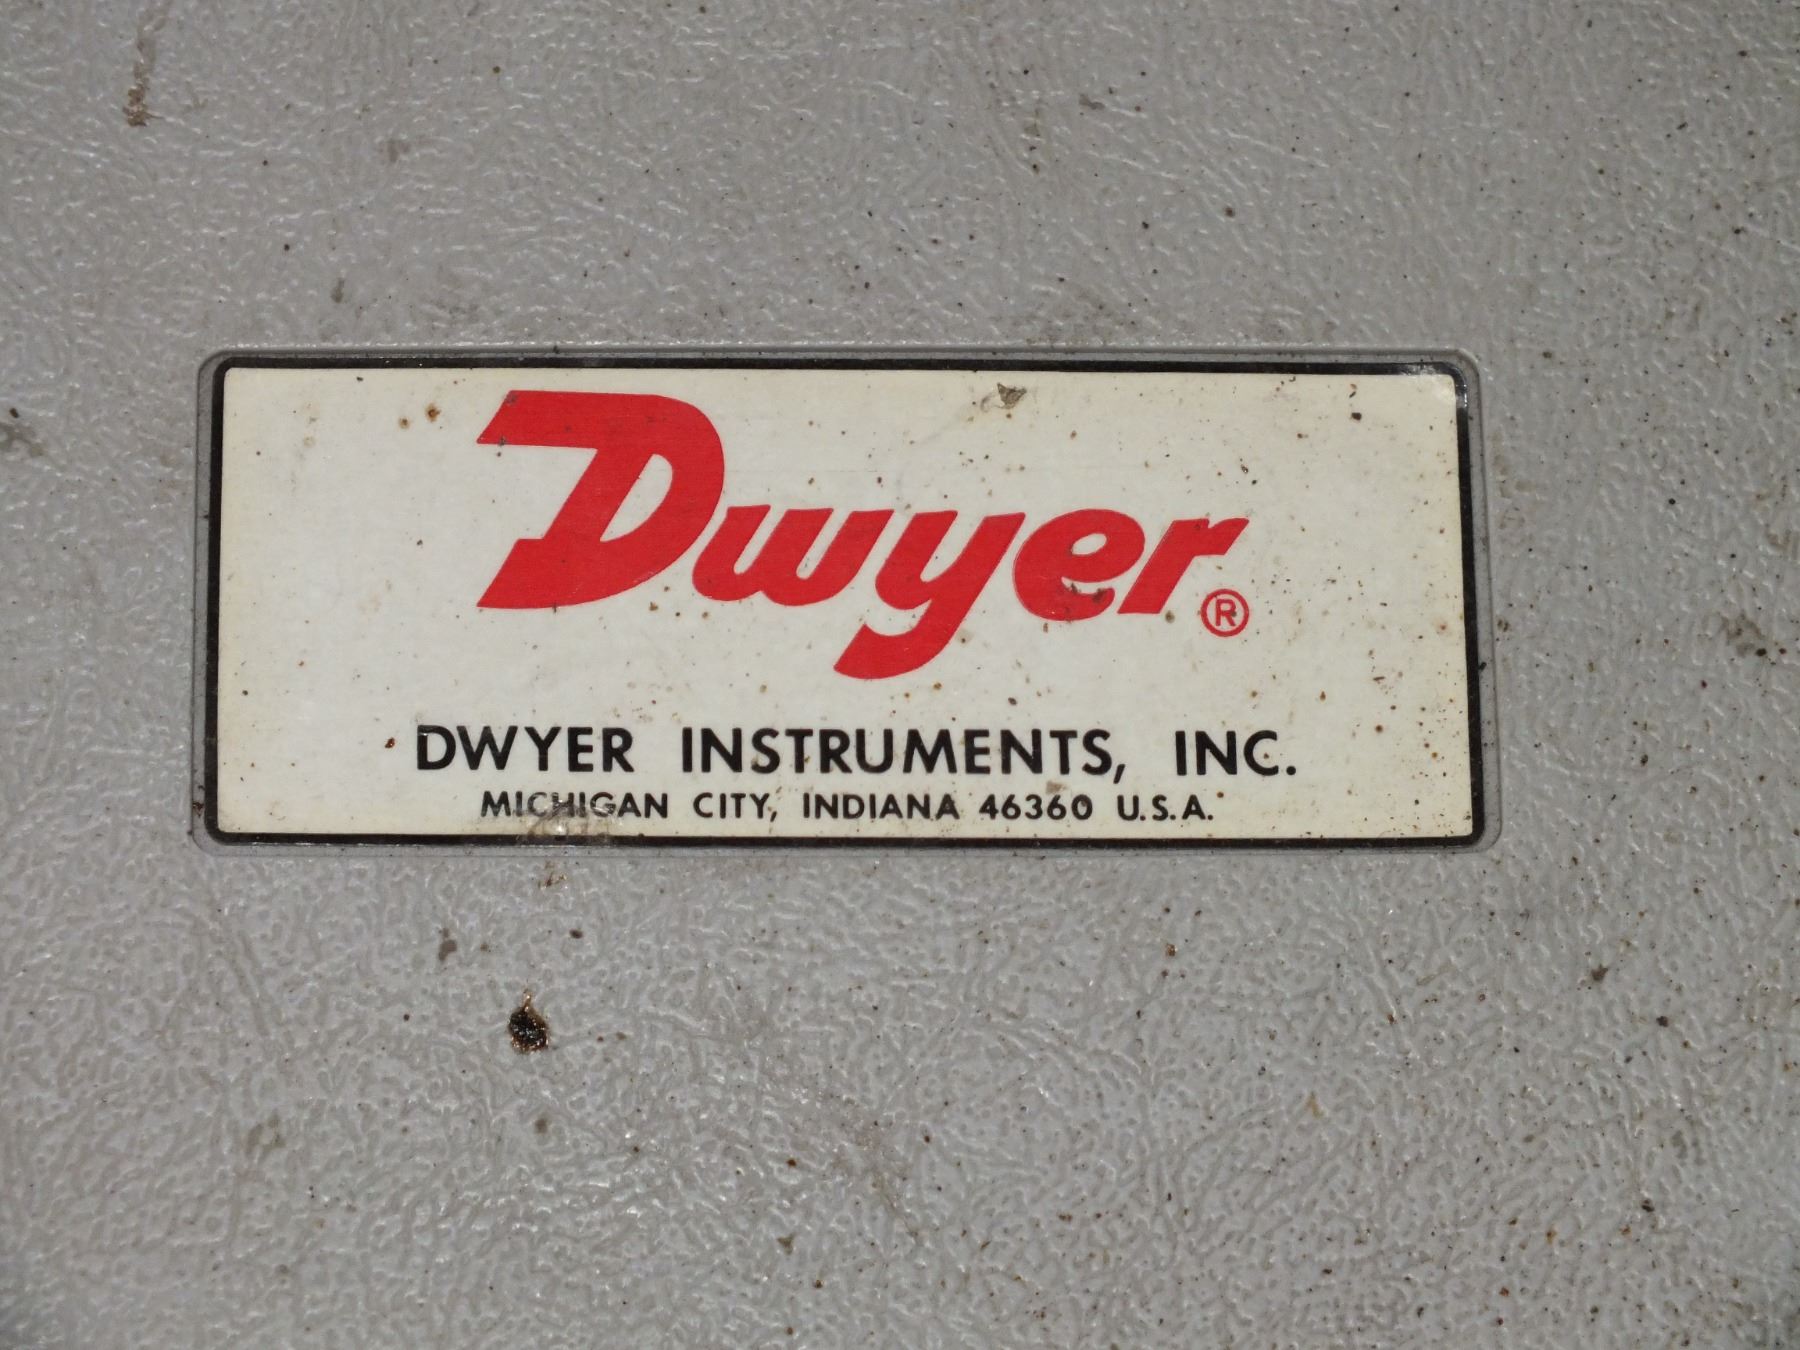 Dwyer®
DWYER INSTRUMENTS, INC.
MICHIGAN CITY, INDIANA 46360 U.S.A.